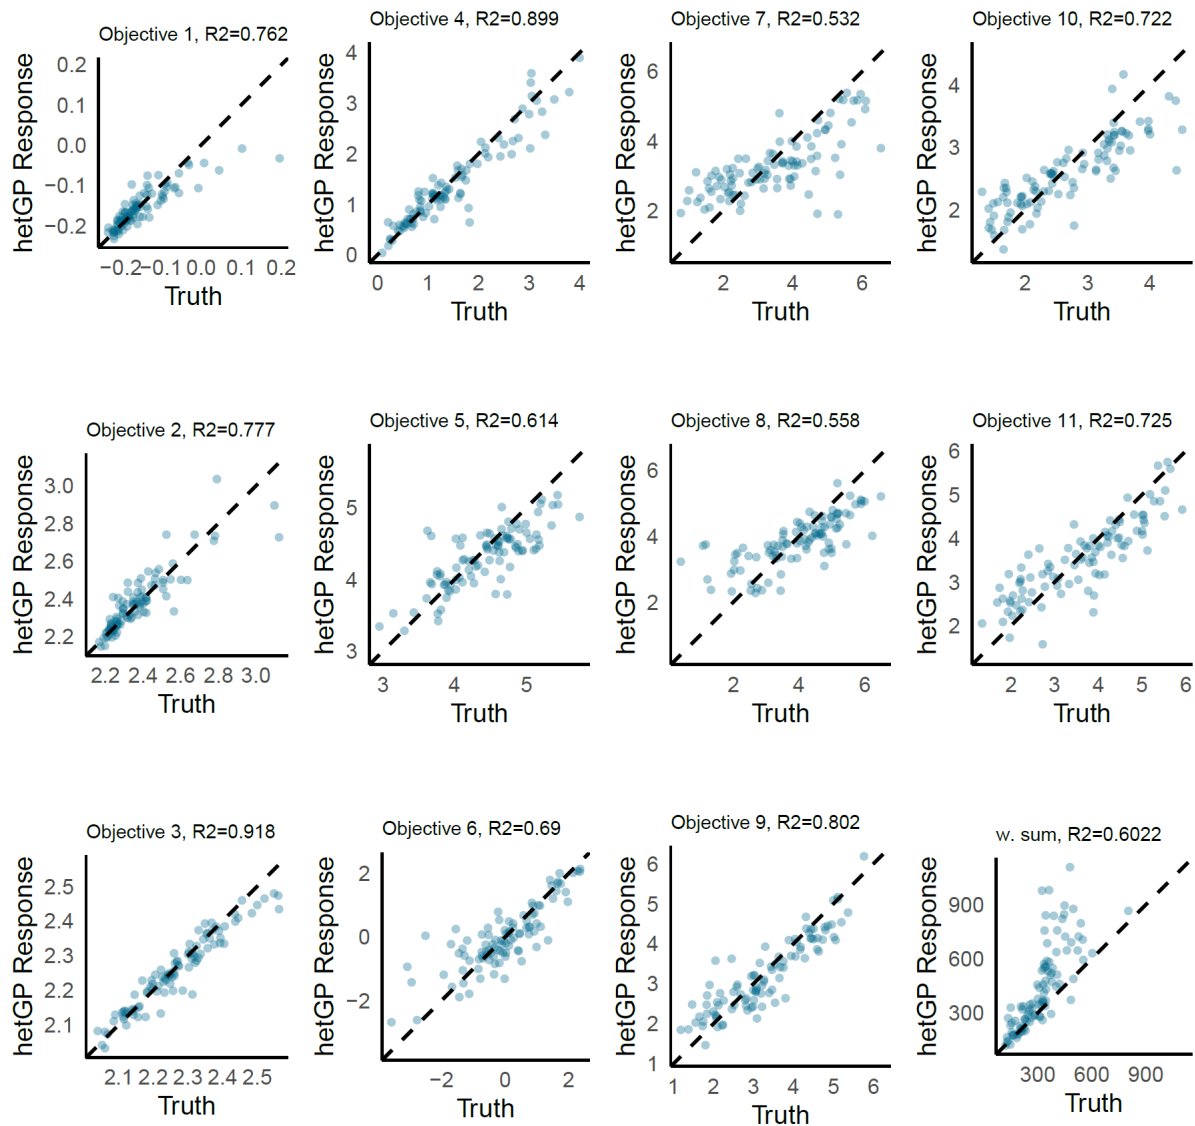 Objective 1, R2=0.762
hetGP Response
0.2
0.1
0.0
−0.1
−0.2
−0.2 −0.1 0.0 0.1 0.2
Truth
Objective 4, R2=0.899
hetGP Response
4
3
2
1
0
0 1 2 3 4
Truth
Objective 7, R2=0.532
hetGP Response
6
4
2
2 4 6
Truth
Objective 10, R2=0.722
hetGP Response
4
3
2
2 3 4
Truth
Objective 2, R2=0.777
hetGP Response
3.0
2.8
2.6
2.4
2.2
2.2 2.4 2.6 2.8 3.0
Truth
Objective 5, R2=0.614
hetGP Response
5
4
3
3 4 5
Truth
Objective 8, R2=0.558
hetGP Response
6
4
2
2 4 6
Truth
Objective 11, R2=0.725
hetGP Response
6
5
4
3
2
2 3 4 5 6
Truth
Objective 3, R2=0.918
hetGP Response
2.5
2.4
2.3
2.2
2.1
2.1 2.2 2.3 2.4 2.5
Truth
Objective 6, R2=0.69
hetGP Response
2
0
−2
−2 0 2
Truth
Objective 9, R2=0.802
hetGP Response
6
5
4
3
2
1
1 2 3 4 5 6
Truth
w. sum, R2=0.6022
hetGP Response
900
600
300
300 600 900
Truth